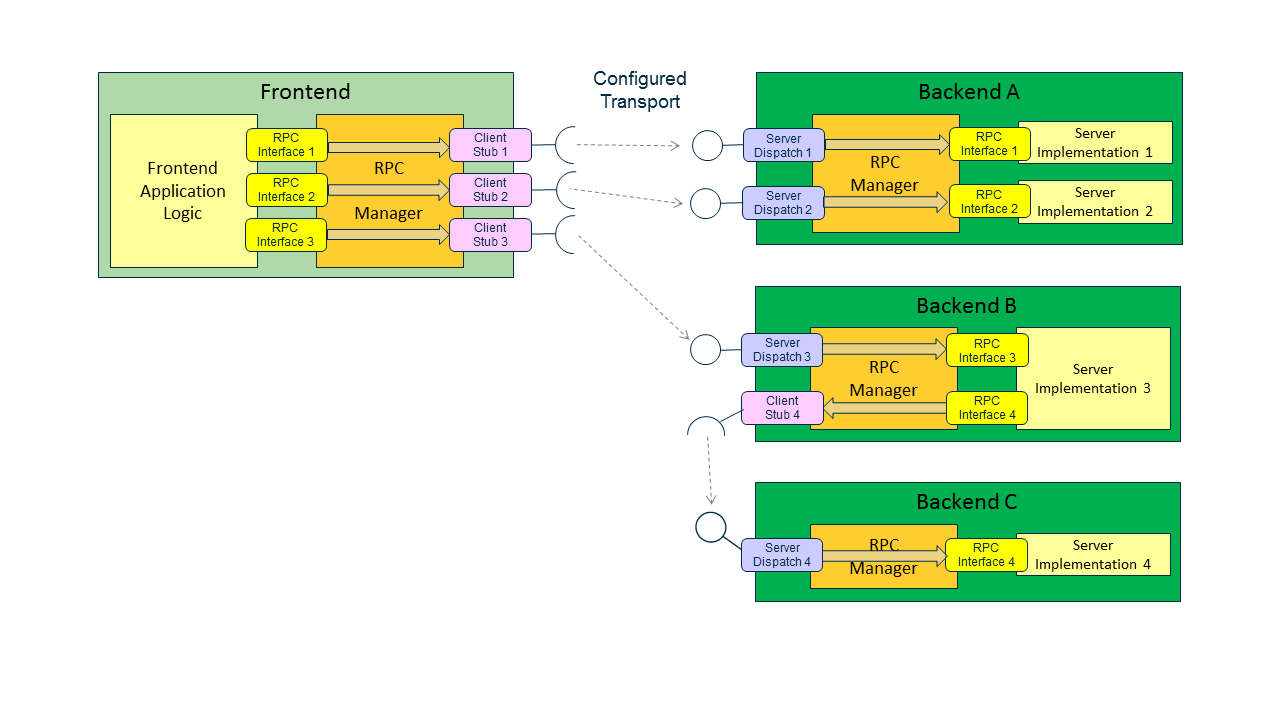 Configured
Transport
Frontend
Frontend
Application
Logic
RPC
Interface 1
RPC
Interface 2
RPC
Interface 3
RPC
Manager
Client
Stub 1
Client
Stub 2
Client
Stub 3
Backend A
Server
Dispatch 1
Server
Dispatch 2
RPC
Manager
RPC
Interface 1
RPC
Interface 2
Server
Implementation 1
Server
Implementation 2
Backend B
Server
Dispatch 3
Client
Stub 4
RPC
Manager
RPC
Interface 3
RPC
Interface 4
Server
Implementation 3
Backend C
Server
Dispatch 4
RPC
Manager
RPC
Interface 4
Server
Implementation 4